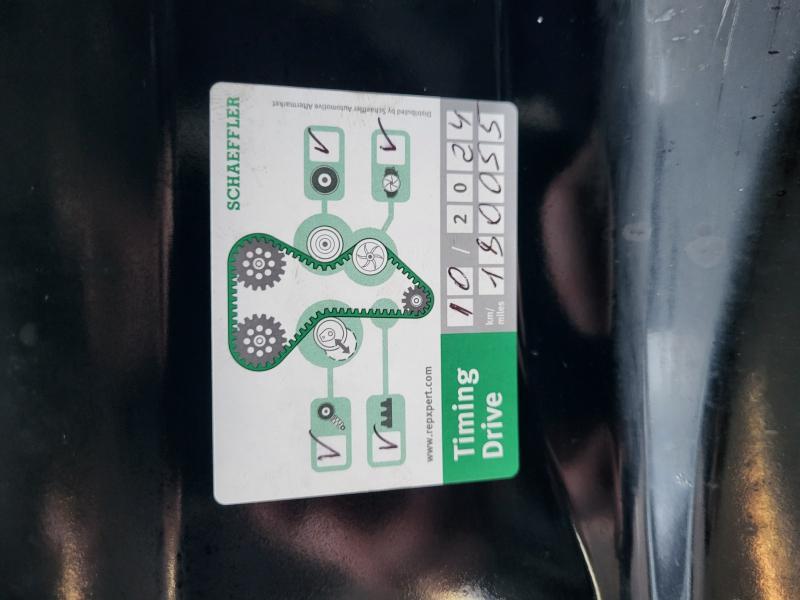 SCHAEFFLER
Distributed by Schaeffler Automotive Aftermarket
www.repxpert.com
Timing
Drive
10 / 2024
km/
miles
180055